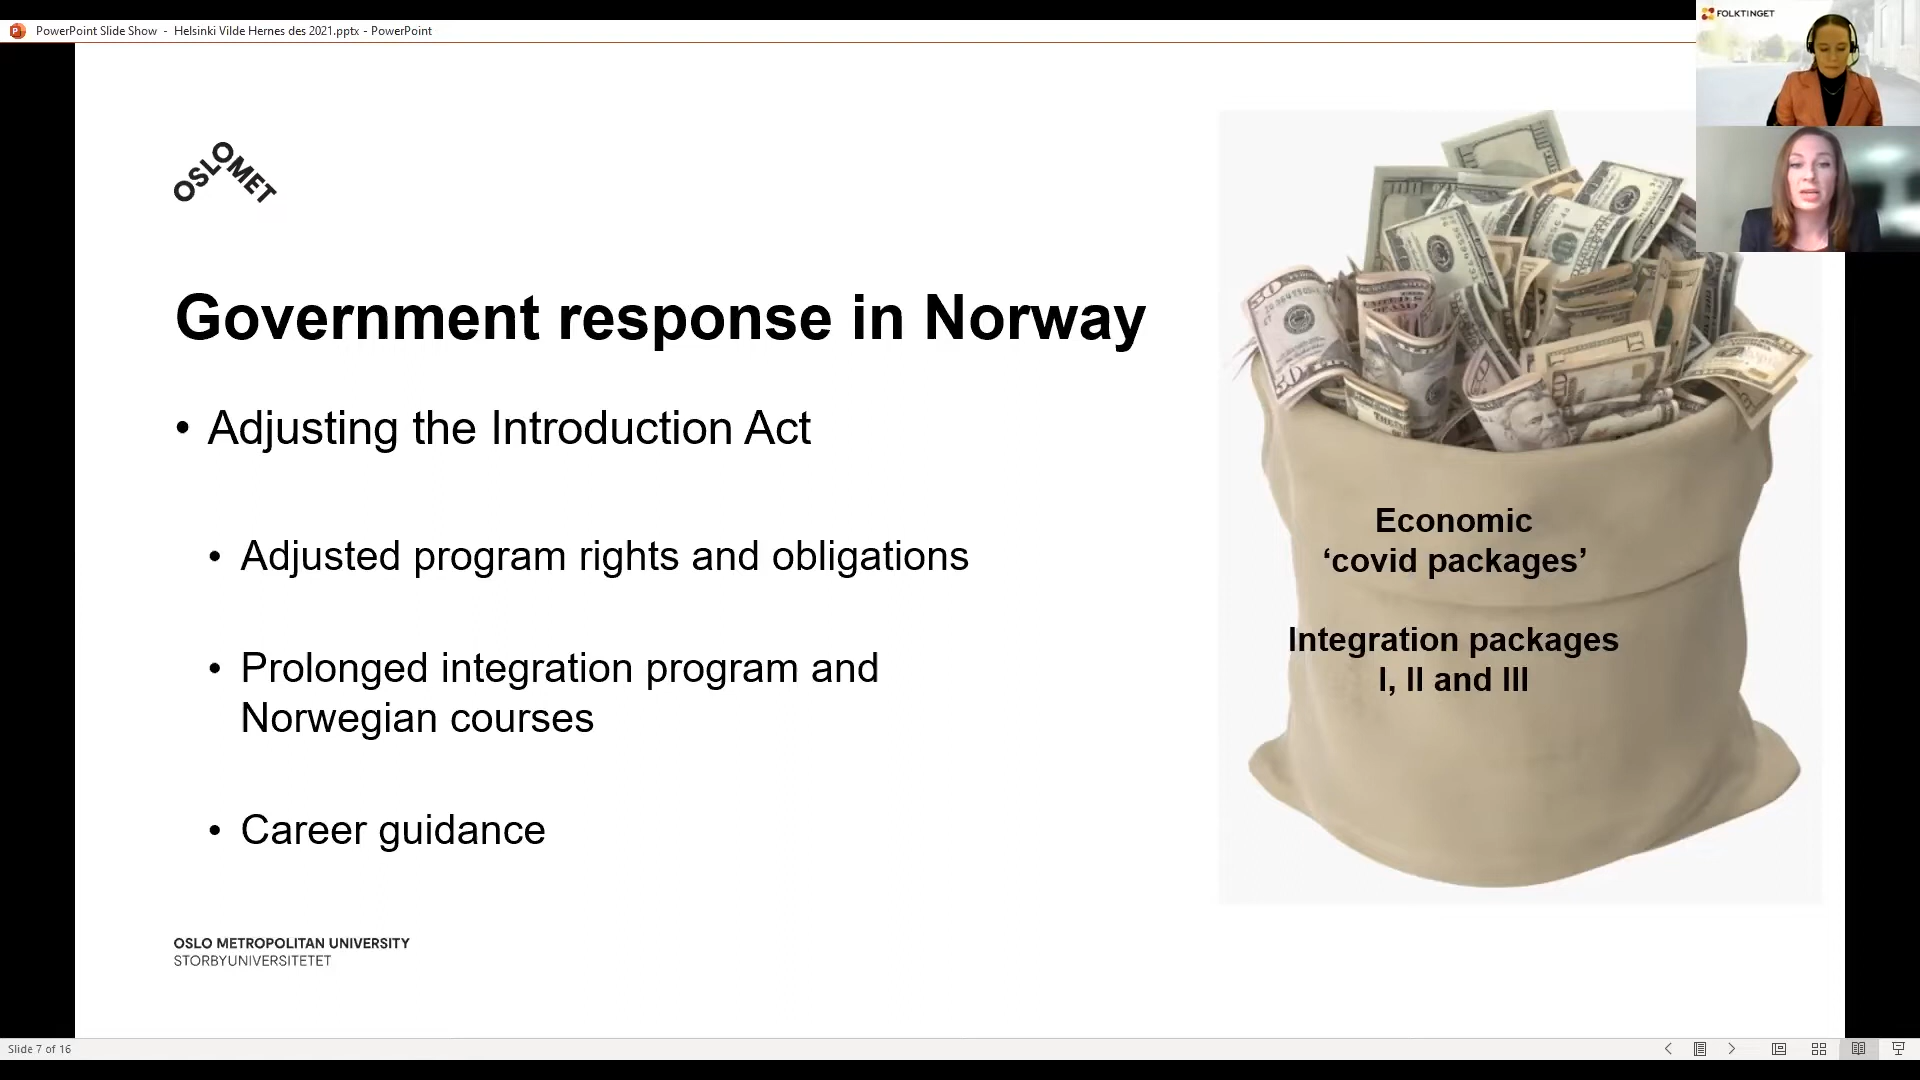 PowerPoint Slide Show - Helsinki Vilde Hernes des 2021.pptx - PowerPoint
FOLKTINGET
OSLOMET
Government response in Norway
• Adjusting the Introduction Act
• Adjusted program rights and obligations
• Prolonged integration program and
Norwegian courses
• Career guidance
Economic
‘covid packages’
Integration packages
I, II and III
OSLO METROPOLITAN UNIVERSITY
STORBYUNIVERSITETET
Slide 7 of 16